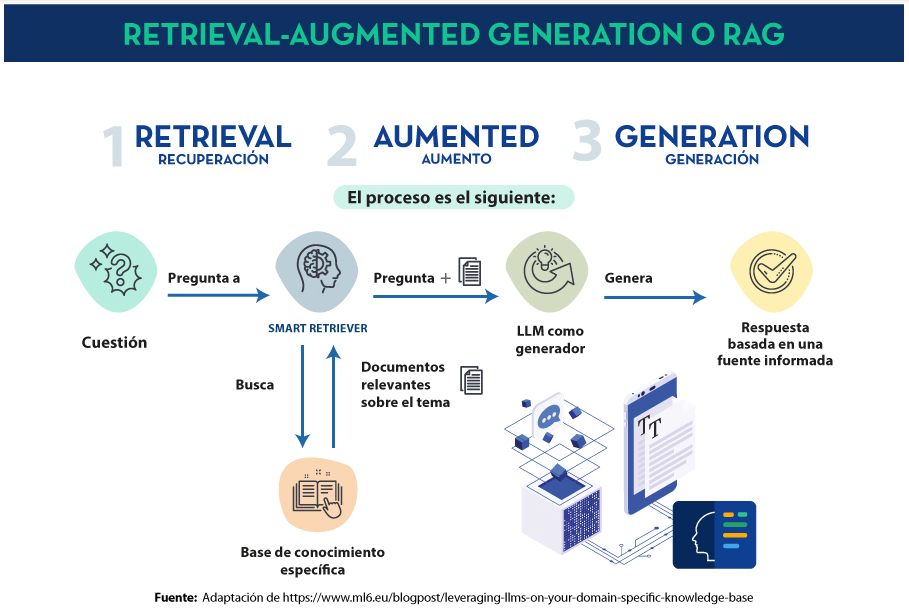 RETRIEVAL-AUGMENTED GENERATION O RAG
1 RETRIEVAL
RECUPERACIÓN
2 AUMENTED
AUMENTO
3 GENERATION
GENERACIÓN
El proceso es el siguiente:
Pregunta a
Pregunta +
Genera
Cuestión
SMART RETRIEVER
LLM como
generador
Respuesta
basada en una
fuente informada
Busca
Documentos
relevantes
sobre el tema
TT
Base de conocimiento
específica
Fuente: Adaptación de https://www.ml6.eu/blogpost/leveraging-llms-on-your-domain-specific-knowledge-base